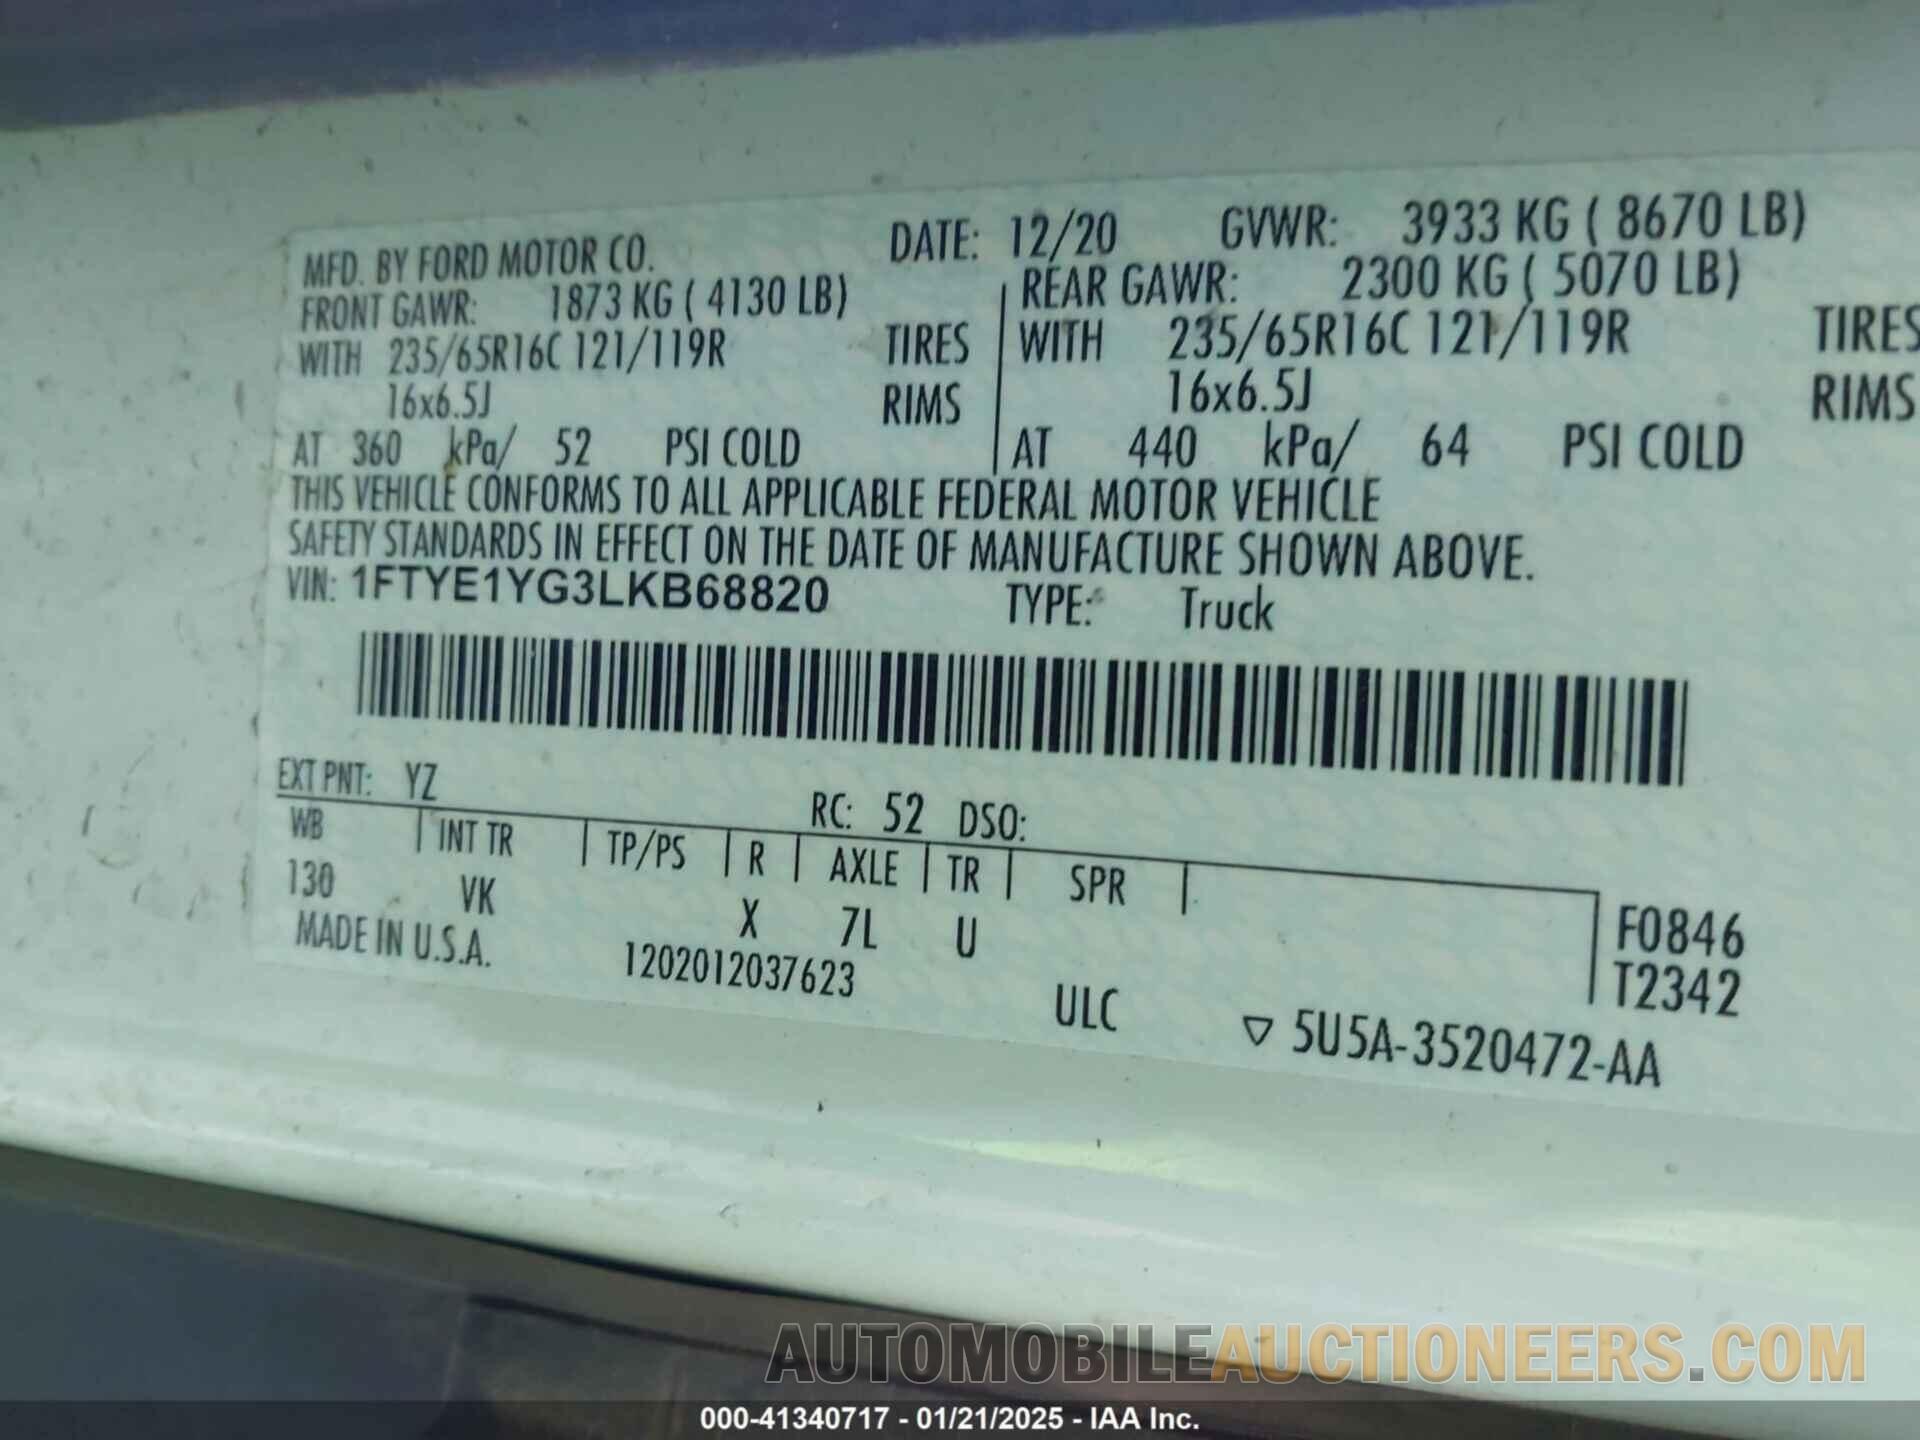 MFD. BY FORD MOTOR CO. DATE: 12/20 GVWR: 3933 KG ( 8670 LB)
FRONT GAWR: 1873 KG ( 4130 LB) REAR GAWR: 2300 KG ( 5070 LB)
WITH 235/65R16C 121/119R TIRES WITH 235/65R16C 121/119R TIRES
16x6.5J RIMS 16x6.5J RIMS
AT 360 kPa/ 52 PSI COLD AT 440 kPa/ 64 PSI COLD
THIS VEHICLE CONFORMS TO ALL APPLICABLE FEDERAL MOTOR VEHICLE
SAFETY STANDARDS IN EFFECT ON THE DATE OF MANUFACTURE SHOWN ABOVE.
VIN: 1FTYE1YG3LKB68820 TYPE: Truck
EXT PNT: YZ RC: 52 DSO:
WB INT TR TP/PS R AXLE TR SPR
130 VK X 7L U F0846
T2342
MADE IN U.S.A. 1202012037623 ULC ▽ 5U5A-3520472-AA
AUTOMOBILEAUCTIONEERS.COM
000-41340717 - 01/21/2025 - IAA Inc.